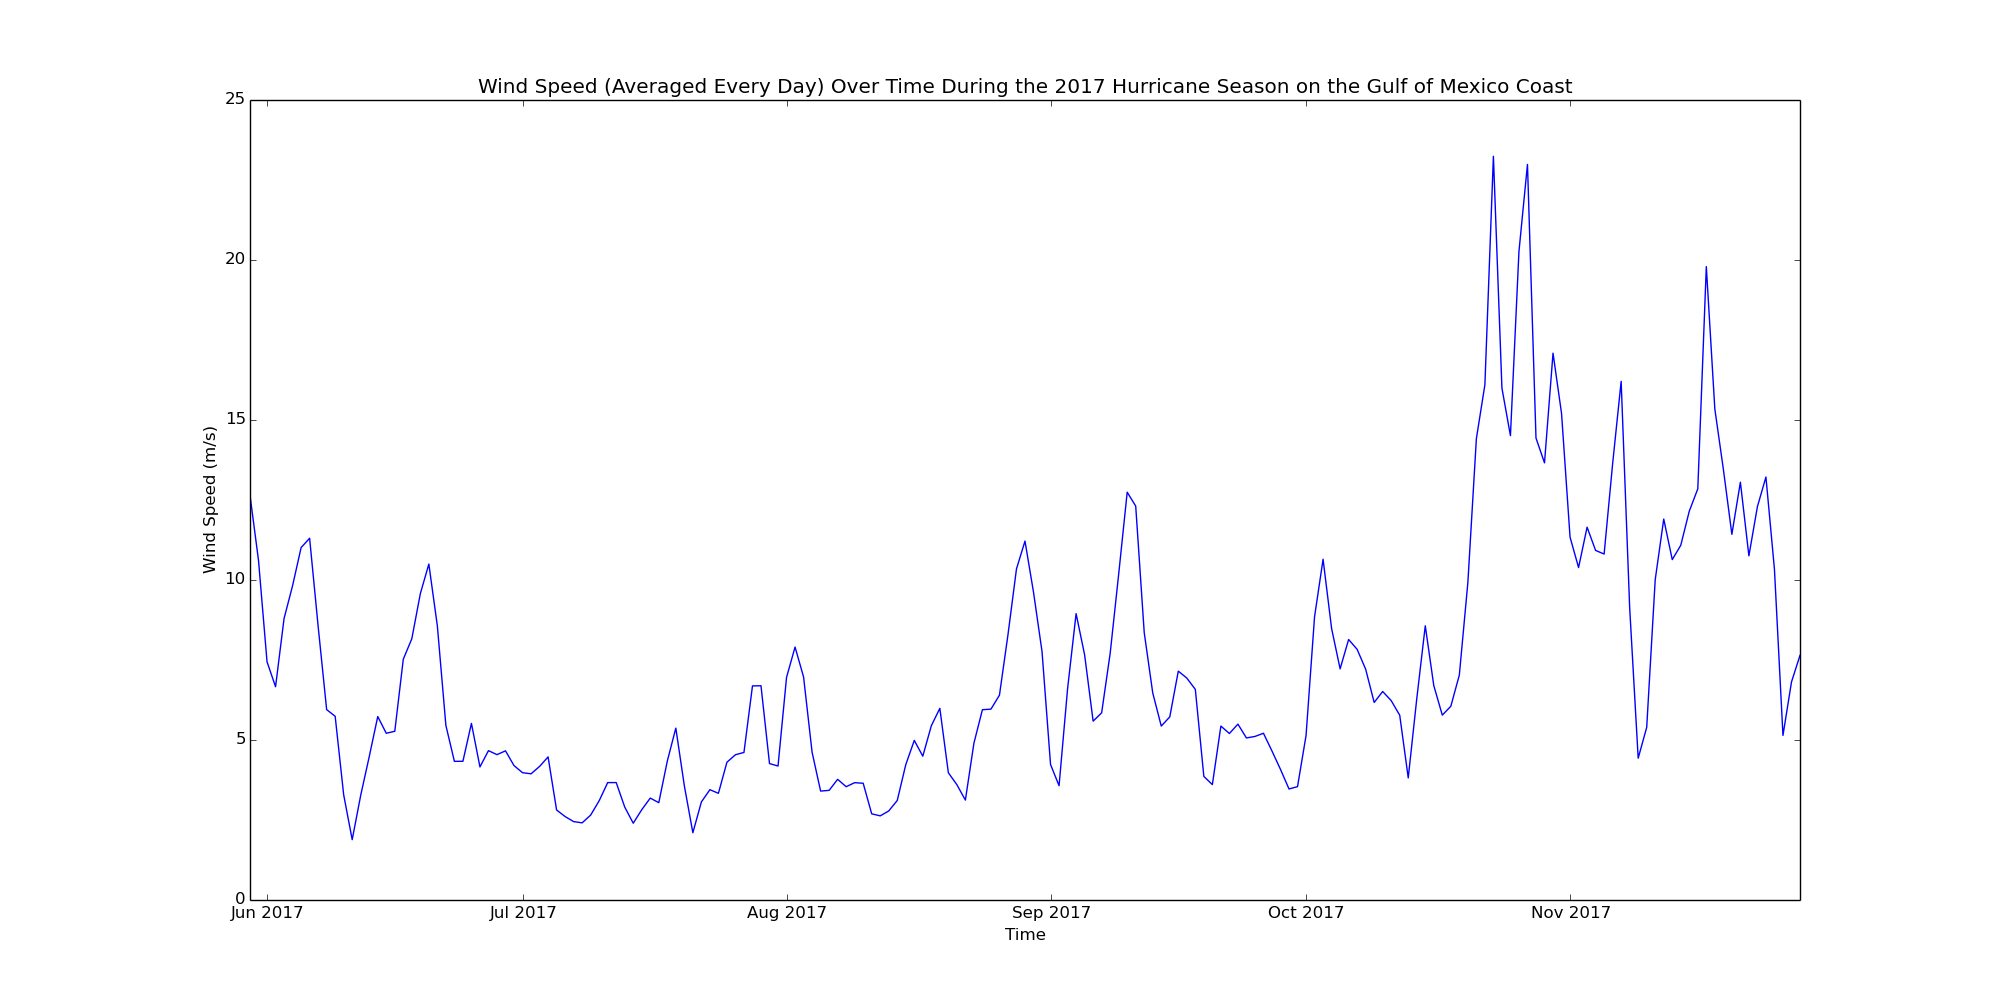 Wind Speed (Averaged Every Day) Over Time During the 2017 Hurricane Season on the Gulf of Mexico Coast
25
20
15
10
5
0
Wind Speed (m/s)
Jun 2017 Jul 2017 Aug 2017 Sep 2017 Oct 2017 Nov 2017
Time